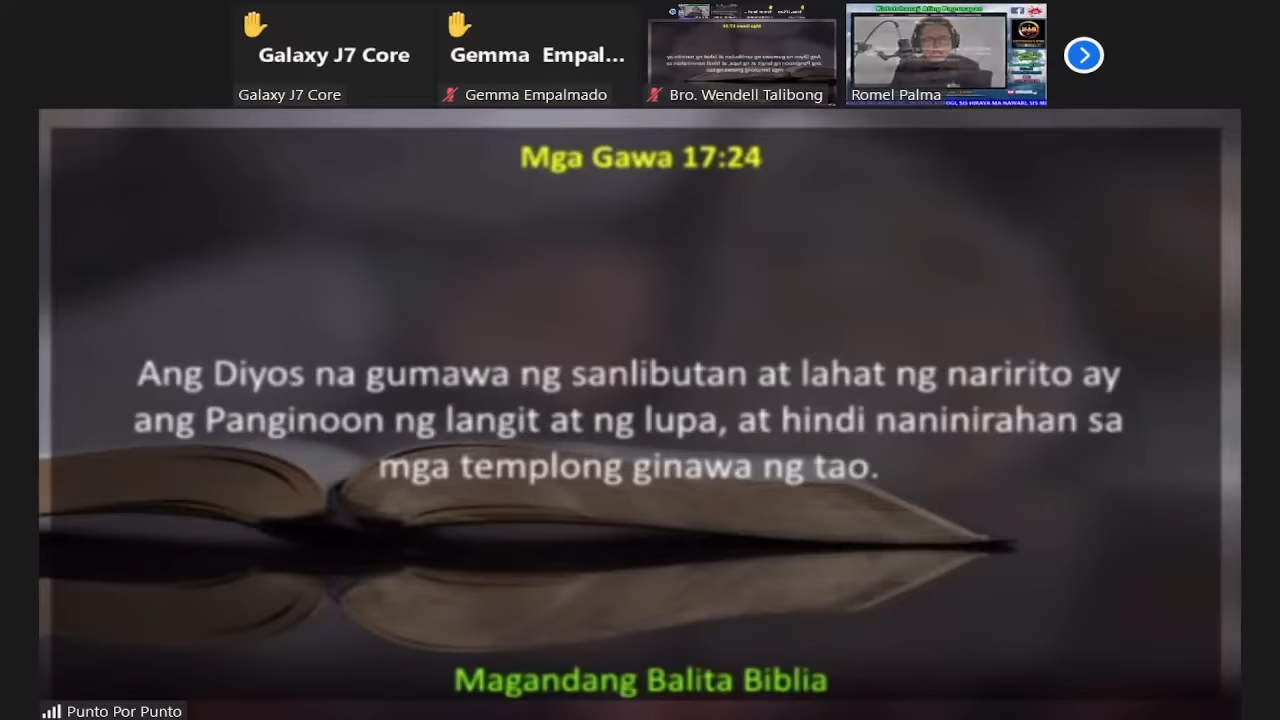 Galaxy J7 Core
Gemma Empal...
Galaxy J7 C
Gemma Empalmado
Bro. Wendell Talibong
Romel Palma
Mga Gawa 17:24
Ang Diyos na gumawa ng sanlibutan at lahat ng naririto ay
ang Panginoon ng langit at ng lupa, at hindi naninirahan sa
mga templong ginawa ng tao.
Magandang Balita Biblia
Punto Por Punto